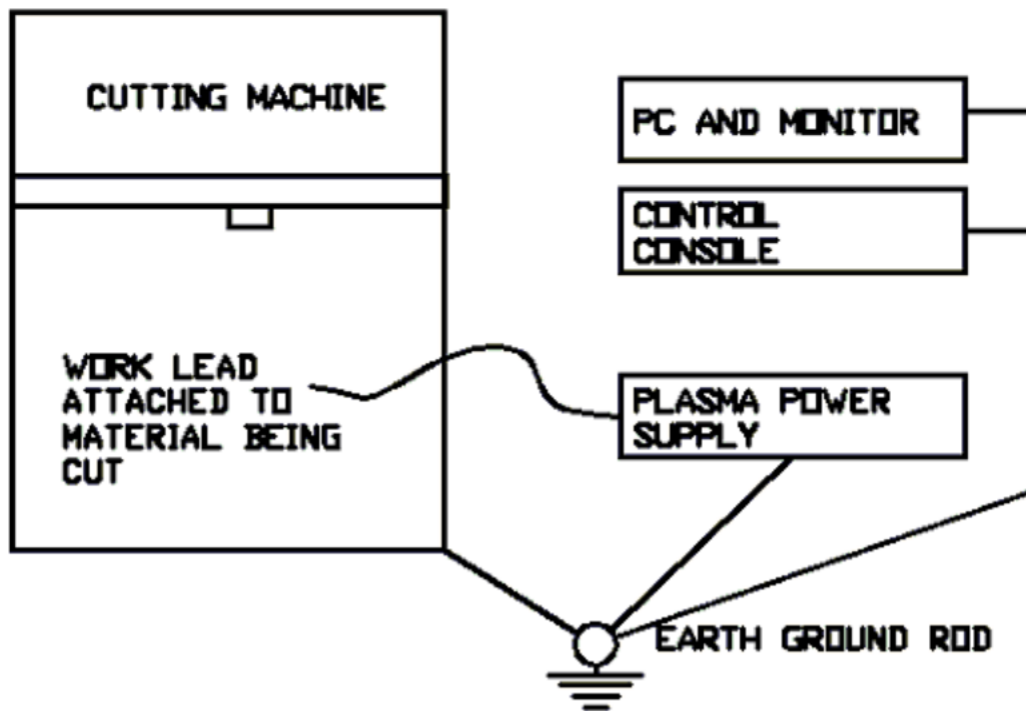 CUTTING MACHINE
PC AND MONITOR
CONTROL
CONSOLE
WORK LEAD
ATTACHED TO
MATERIAL BEING
CUT
PLASMA POWER
SUPPLY
EARTH GROUND ROD